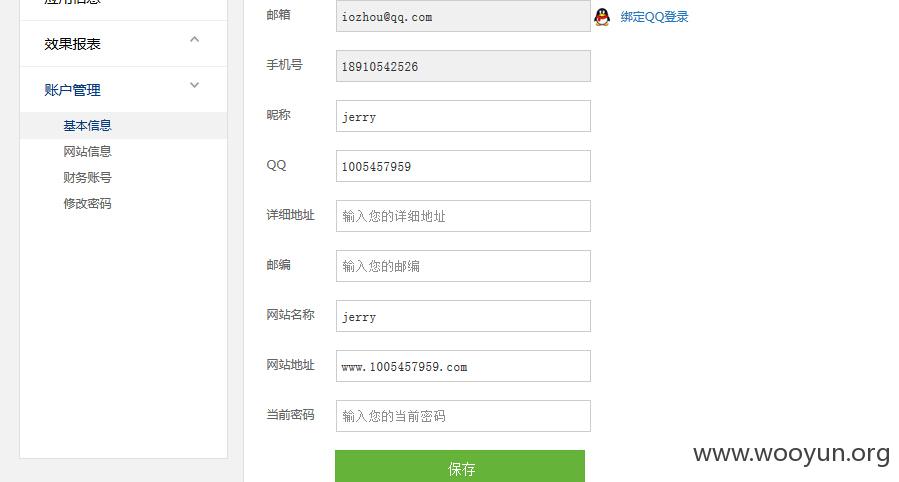 应用信息
效果报表
账户管理
基本信息
网站信息
财务账号
修改密码
邮箱 iozhou@qq.com 绑定QQ登录
手机号 18910542526
昵称 jerry
QQ 1005457959
详细地址 输入您的详细地址
邮编 输入您的邮编
网站名称 jerry
网站地址 www.1005457959.com
当前密码 输入您的当前密码
保存
www.wooyun.org